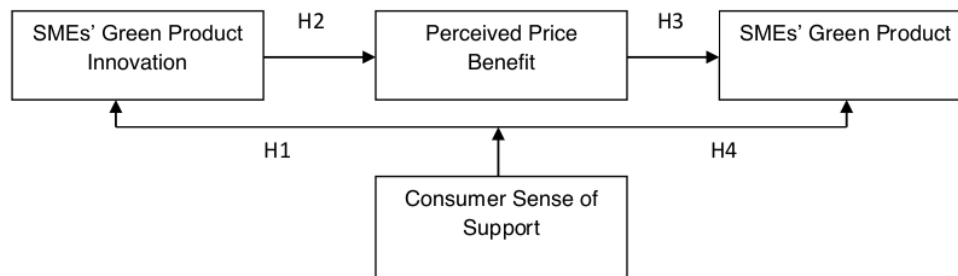 SMEs' Green Product
Innovation
H2
Perceived Price
Benefit
H3
SMEs' Green Product
H1
H4
Consumer Sense of
Support